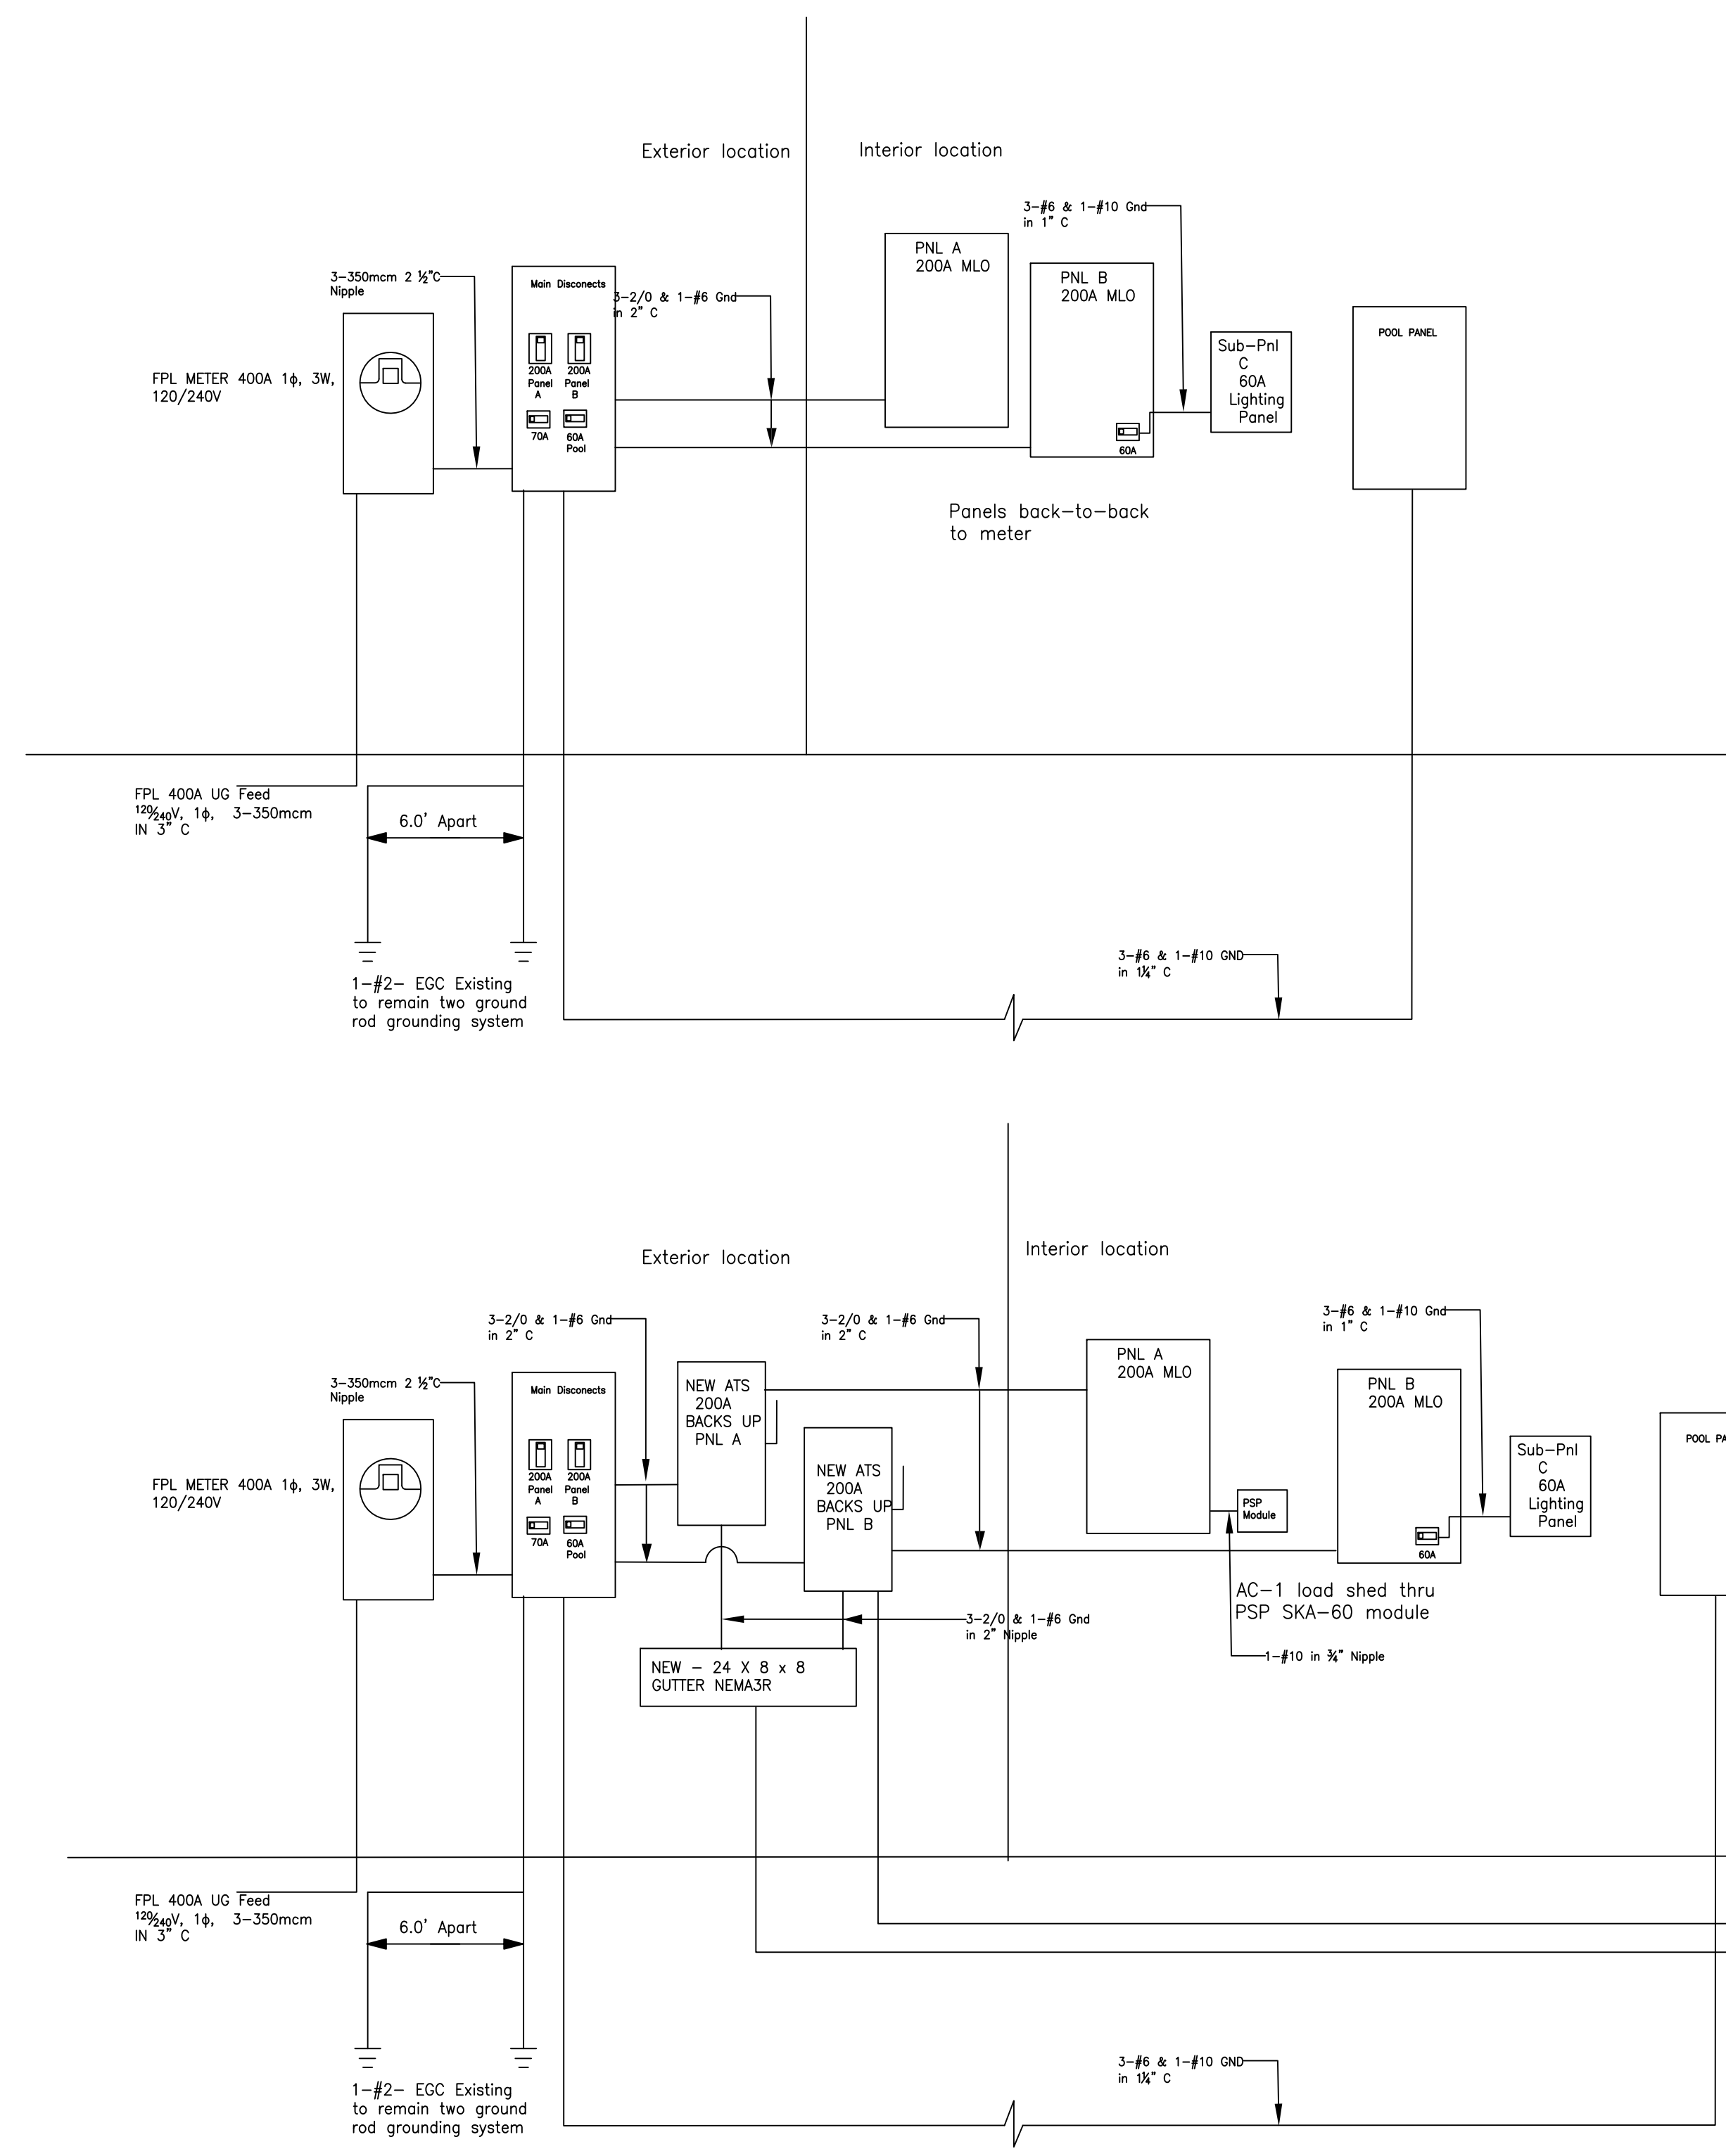 Exterior location
Interior location
3-#6 & 1-#10 Gnd
in 1" C
PNL A
200A MLO
PNL B
200A MLO
3-350mcm 2 ½"C
Nipple
Main Disconects
3-2/0 & 1-#6 Gnd
in 2" C
POOL PANEL
Sub-Pnl
C
60A
Lighting
Panel
FPL METER 400A 1ϕ, 3W,
120/240V
200A
Panel
A
200A
Panel
B
70A
60A
Pool
60A
Panels back-to-back
to meter
FPL 400A UG Feed
120/240V, 1ϕ, 3-350mcm
IN 3" C
6.0' Apart
3-#6 & 1-#10 GND
in 1¼" C
1-#2- EGC Existing
to remain two ground
rod grounding system
Exterior location
Interior location
3-2/0 & 1-#6 Gnd
in 2" C
3-2/0 & 1-#6 Gnd
in 2" C
3-#6 & 1-#10 Gnd
in 1" C
PNL A
200A MLO
PNL B
200A MLO
3-350mcm 2 ½"C
Nipple
Main Disconects
NEW ATS
200A
BACKS UP
PNL A
NEW ATS
200A
BACKS UP
PNL B
POOL PA
Sub-Pnl
C
60A
Lighting
Panel
FPL METER 400A 1ϕ, 3W,
120/240V
200A
Panel
A
200A
Panel
B
70A
60A
Pool
PSP
Module
60A
AC-1 load shed thru
PSP SKA-60 module
3-2/0 & 1-#6 Gnd
in 2" Nipple
1-#10 in ¾" Nipple
NEW - 24 X 8 x 8
GUTTER NEMA3R
FPL 400A UG Feed
120/240V, 1ϕ, 3-350mcm
IN 3" C
6.0' Apart
3-#6 & 1-#10 GND
in 1¼" C
1-#2- EGC Existing
to remain two ground
rod grounding system